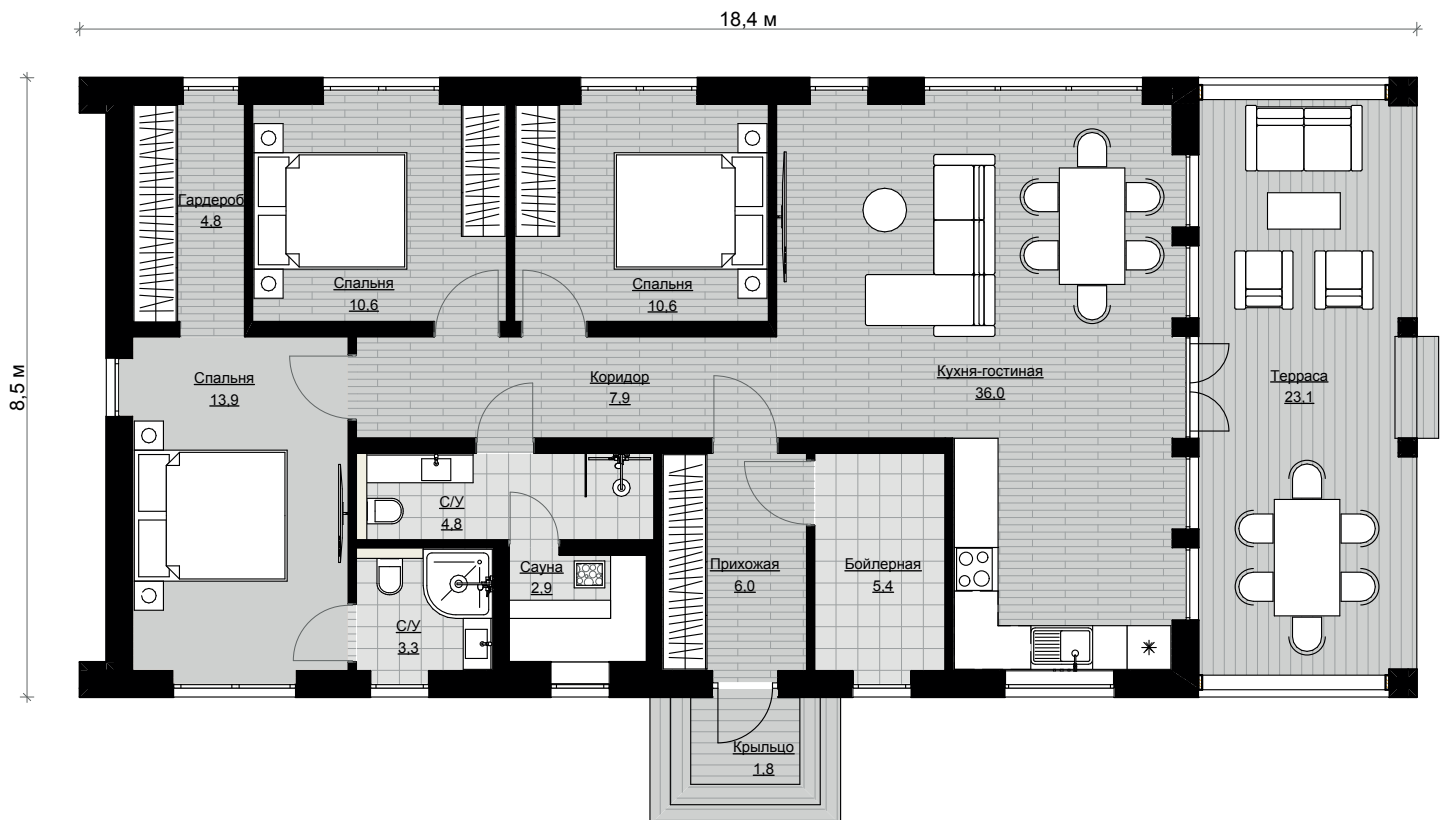 18,4 м
8,5 м
Гардероб
4.8
Спальня
10.6
Спальня
10.6
Спальня
13.9
Коридор
7.9
Кухня-гостиная
36.0
Терраса
23.1
С/У
4.8
Сауна
2.9
Прихожая
6.0
Бойлерная
5.4
С/У
3.3
Крыльцо
1.8